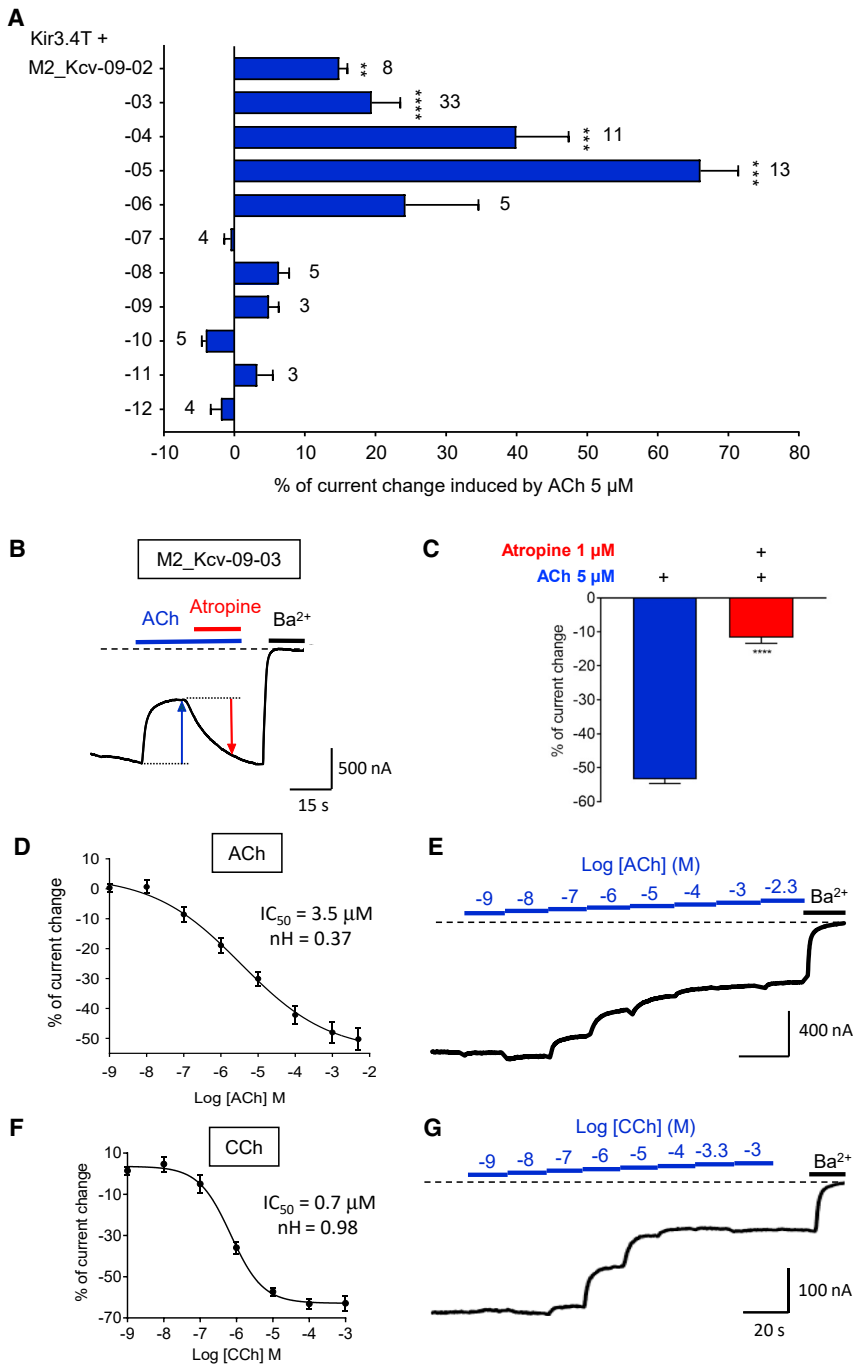 A
Kir3.4T +
M2_Kcv-09-02
** 8
-03
**** 33
-04
*** 11
-05
*** 13
-06
5
-07
4
-08
5
-09
3
-10
5
-11
3
-12
4
-10 0 10 20 30 40 50 60 70 80
% of current change induced by ACh 5 µM
B
M2_Kcv-09-03
Atropine
ACh
Ba2+
500 nA
15 s
C
Atropine 1 µM +
ACh 5 µM + +
0
-10
-20
-30
-40
-50
-60
% of current change
****
D
ACh
10
0
-10
-20
-30
-40
-50
% of current change
IC50 = 3.5 µM
nH = 0.37
-9 -8 -7 -6 -5 -4 -3 -2
Log [ACh] M
E
Log [ACh] (M)
-9 -8 -7 -6 -5 -4 -3 -2.3
Ba2+
400 nA
F
CCh
10
-10
-30
-50
-70
% of current change
IC50 = 0.7 µM
nH = 0.98
-9 -8 -7 -6 -5 -4 -3
Log [CCh] M
G
Log [CCh] (M)
-9 -8 -7 -6 -5 -4 -3.3 -3
Ba2+
100 nA
20 s